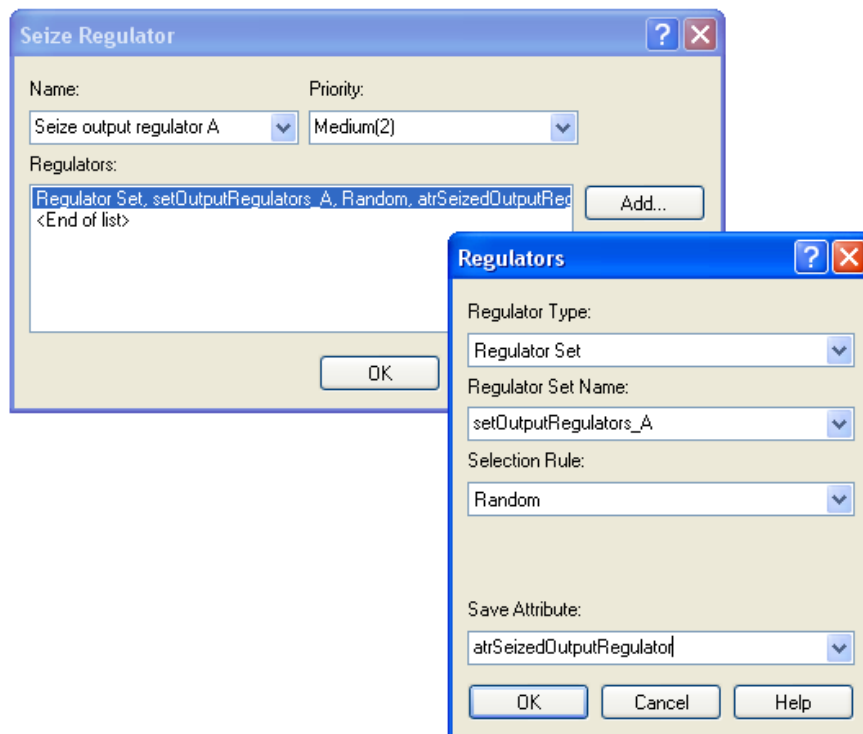 Seize Regulator
Name: Priority:
Seize output regulator A Medium(2)
Regulators:
Regulator Set, setOutputRegulators_A, Random, atrSeizedOutputReg
<End of list>
Add...
OK
Regulators
Regulator Type:
Regulator Set
Regulator Set Name:
setOutputRegulators_A
Selection Rule:
Random
Save Attribute:
atrSeizedOutputRegulator
OK Cancel Help